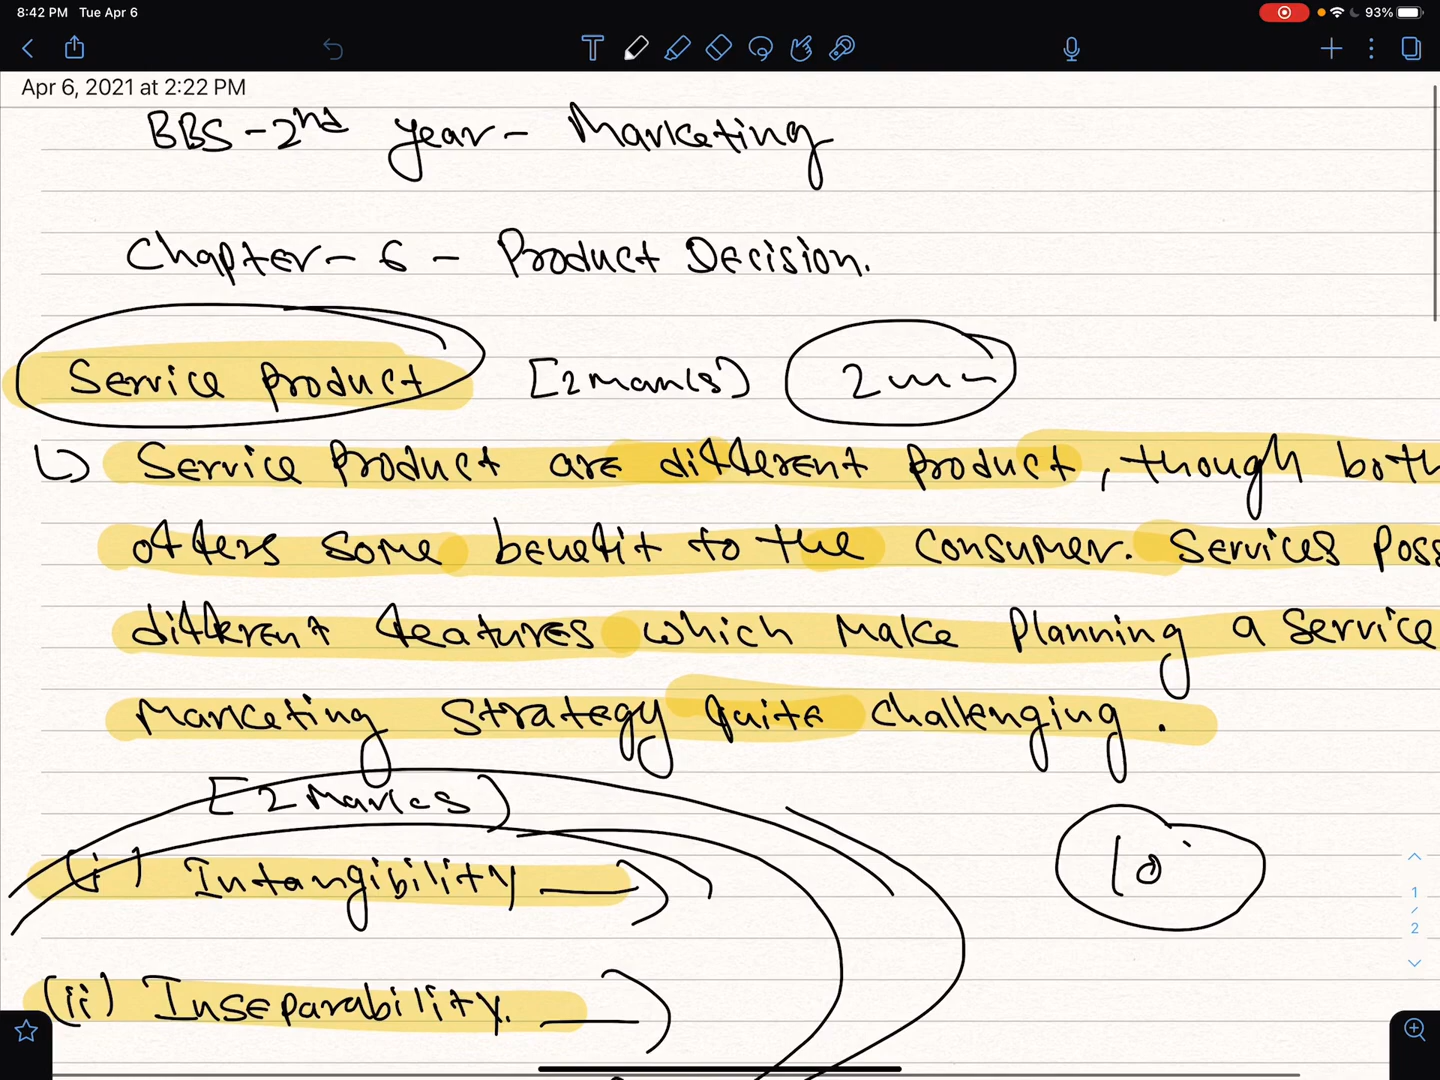 8:42 PM Tue Apr 6
93%
Apr 6, 2021 at 2:22 PM
BBS - 2nd year - Marketing
Chapter - 6 - Product Decision.
Service Product [2 marks] 2 m -
Service Product are different product, though both
offers some benefit to the consumer. Services Poss
different features which make planning a service
Marketing Strategy quite challenging.
[2 Marks]
(i) Intangibility
10
(ii) Inseparability.
1
/
2